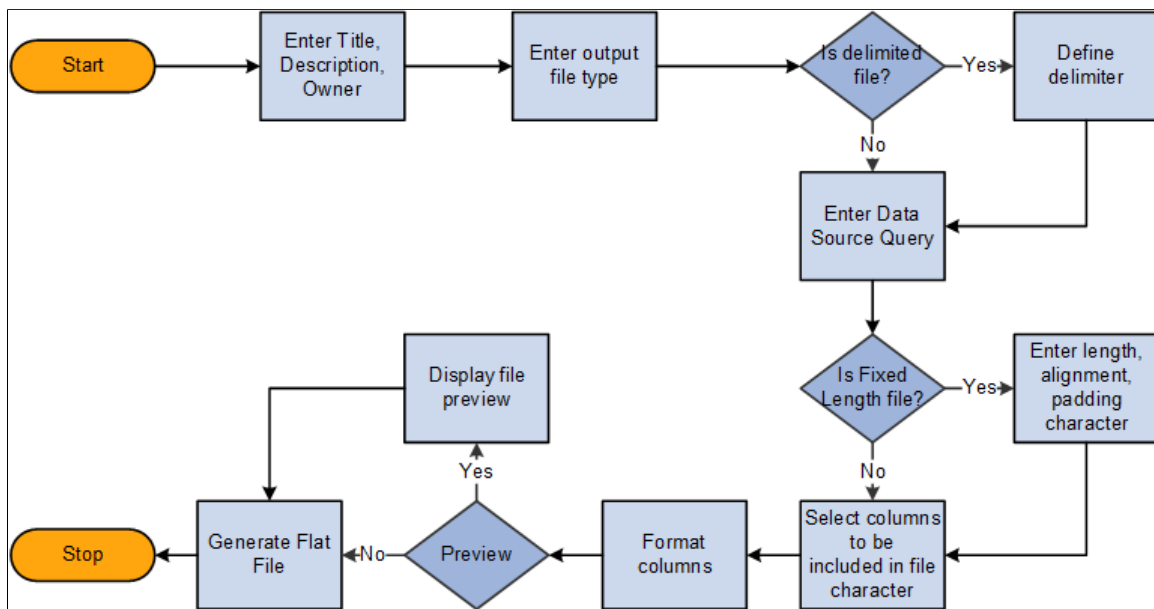 Start
Enter Title,
Description,
Owner
Enter output
file type
Is delimited
file?
Yes
Define
delimiter
No
Enter Data
Source Query
Is Fixed
Length file?
Yes
Enter length,
alignment,
padding
character
No
Select columns
to be
included in file
character
Format
columns
Preview
Yes
Display file
preview
No
Generate Flat
File
Stop